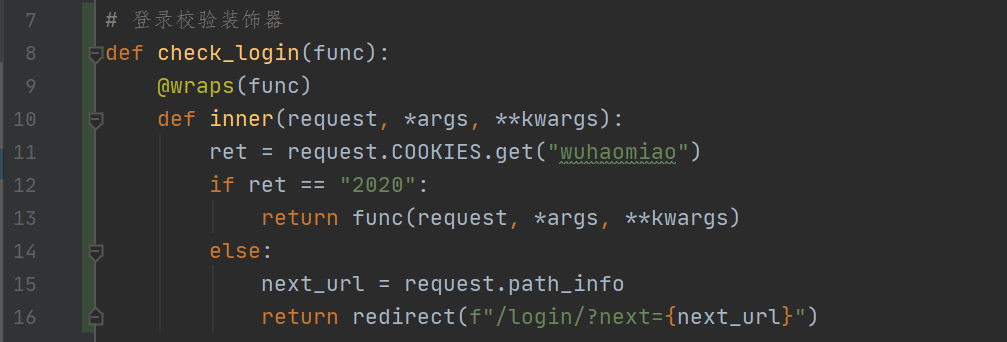 7 # 登录校验装饰器
8 def check_login(func):
9     @wraps(func)
10     def inner(request, *args, **kwargs):
11         ret = request.COOKIES.get("wuhaomiao")
12         if ret == "2020":
13             return func(request, *args, **kwargs)
14         else:
15             next_url = request.path_info
16             return redirect(f"/login/?next={next_url}")